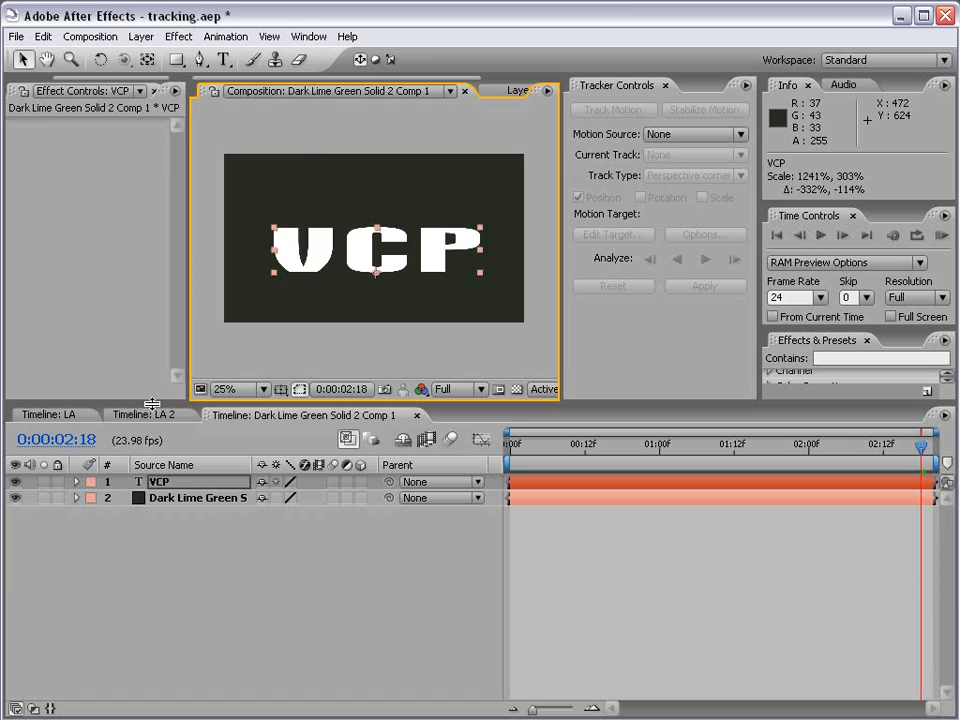 Adobe After Effects - tracking.aep *
File Edit Composition Layer Effect Animation View Window Help
Workspace: Standard
Effect Controls: VCP
Dark Lime Green Solid 2 Comp 1 * VCP
Composition: Dark Lime Green Solid 2 Comp 1
Laye
VCP
25% 0:00:02:18 Full Active
Tracker Controls
Track Motion Stabilize Motion
Motion Source: None
Current Track: None
Track Type: Perspective corner
Position Rotation Scale
Motion Target:
Edit Target... Options...
Analyze:
Reset Apply
Info Audio
R: 37 X: 472
G: 43 Y: 624
B: 33
A: 255
VCP
Scale: 1241%, 303%
Δ: -332%, -114%
Time Controls
RAM Preview Options
Frame Rate Skip Resolution
24 0 Full
From Current Time Full Screen
Effects & Presets
Contains:
Channel
Timeline: LA Timeline: LA 2 Timeline: Dark Lime Green Solid 2 Comp 1
0:00:02:18 (23.98 fps)
:00f 00:12f 01:00f 01:12f 02:00f 02:12f
# Source Name Parent
1 T VCP None
2 Dark Lime Green S None